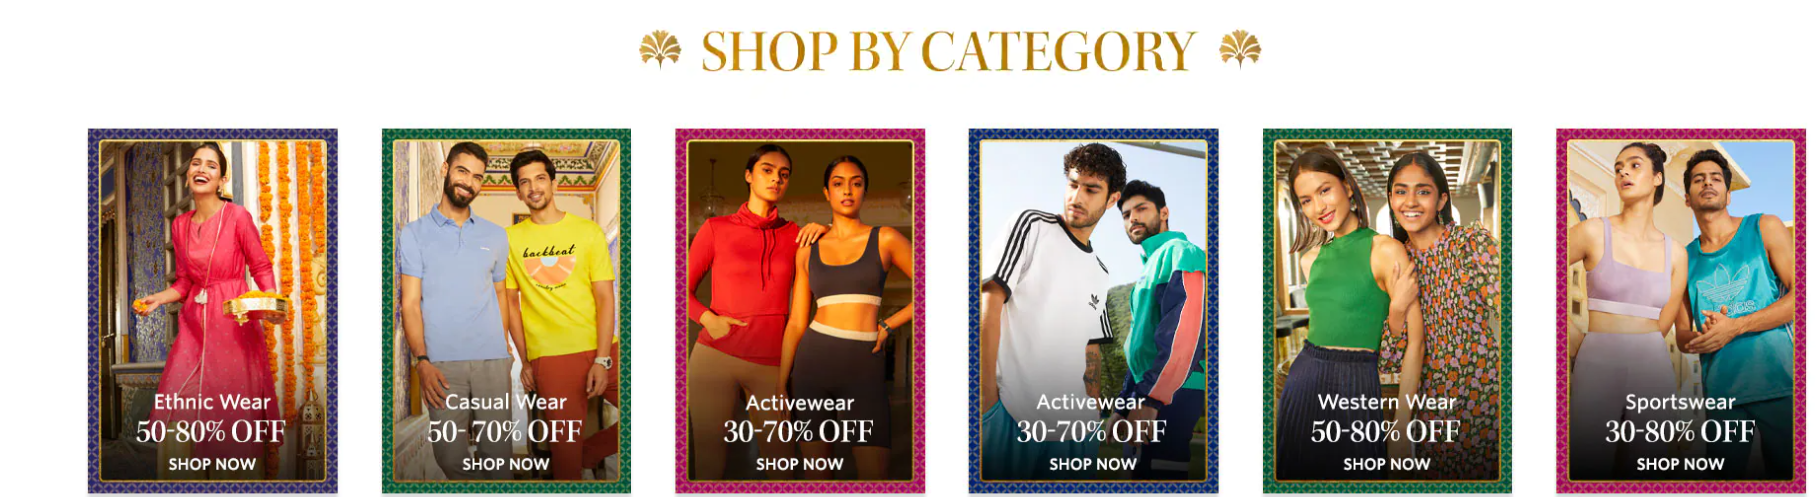 SHOP BY CATEGORY
backbeat
Ethnic Wear
50-80% OFF
SHOP NOW
Casual Wear
50- 70% OFF
SHOP NOW
Activewear
30-70% OFF
SHOP NOW
Activewear
30-70% OFF
SHOP NOW
Western Wear
50-80% OFF
SHOP NOW
Sportswear
30-80% OFF
SHOP NOW